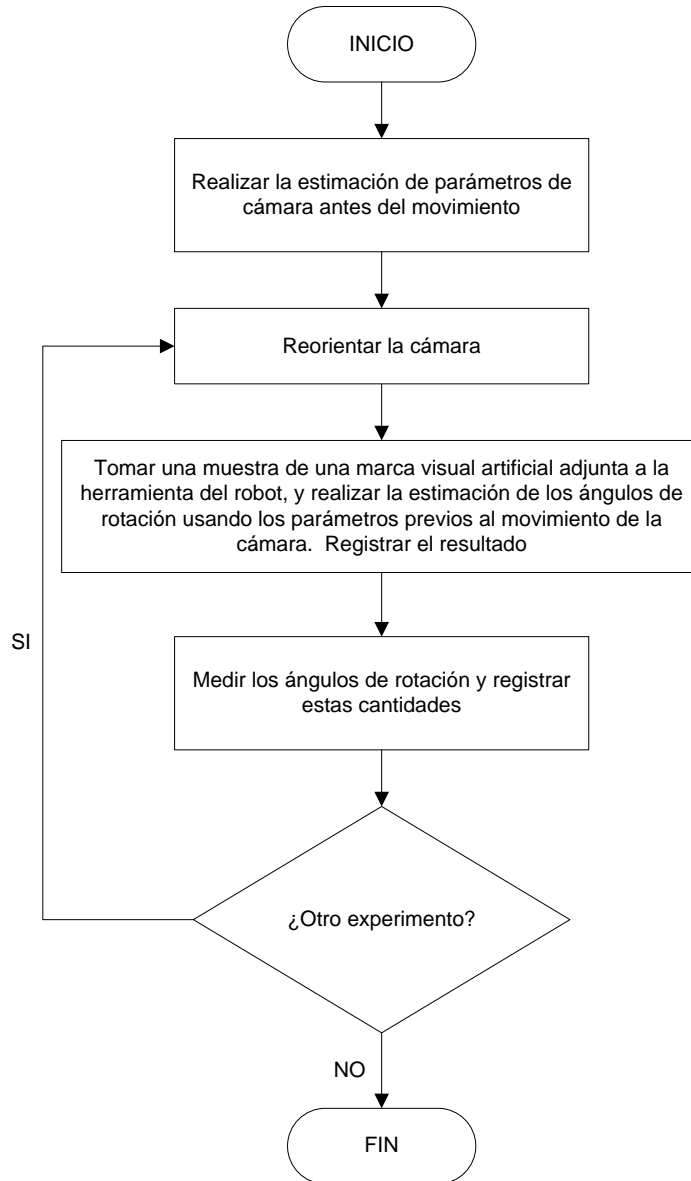 INICIO
Realizar la estimación de parámetros de
cámara antes del movimiento
Reorientar la cámara
Tomar una muestra de una marca visual artificial adjunta a la
herramienta del robot, y realizar la estimación de los ángulos de
rotación usando los parámetros previos al movimiento de la
cámara.  Registrar el resultado
SI
Medir los ángulos de rotación y registrar
estas cantidades
¿Otro experimento?
NO
FIN